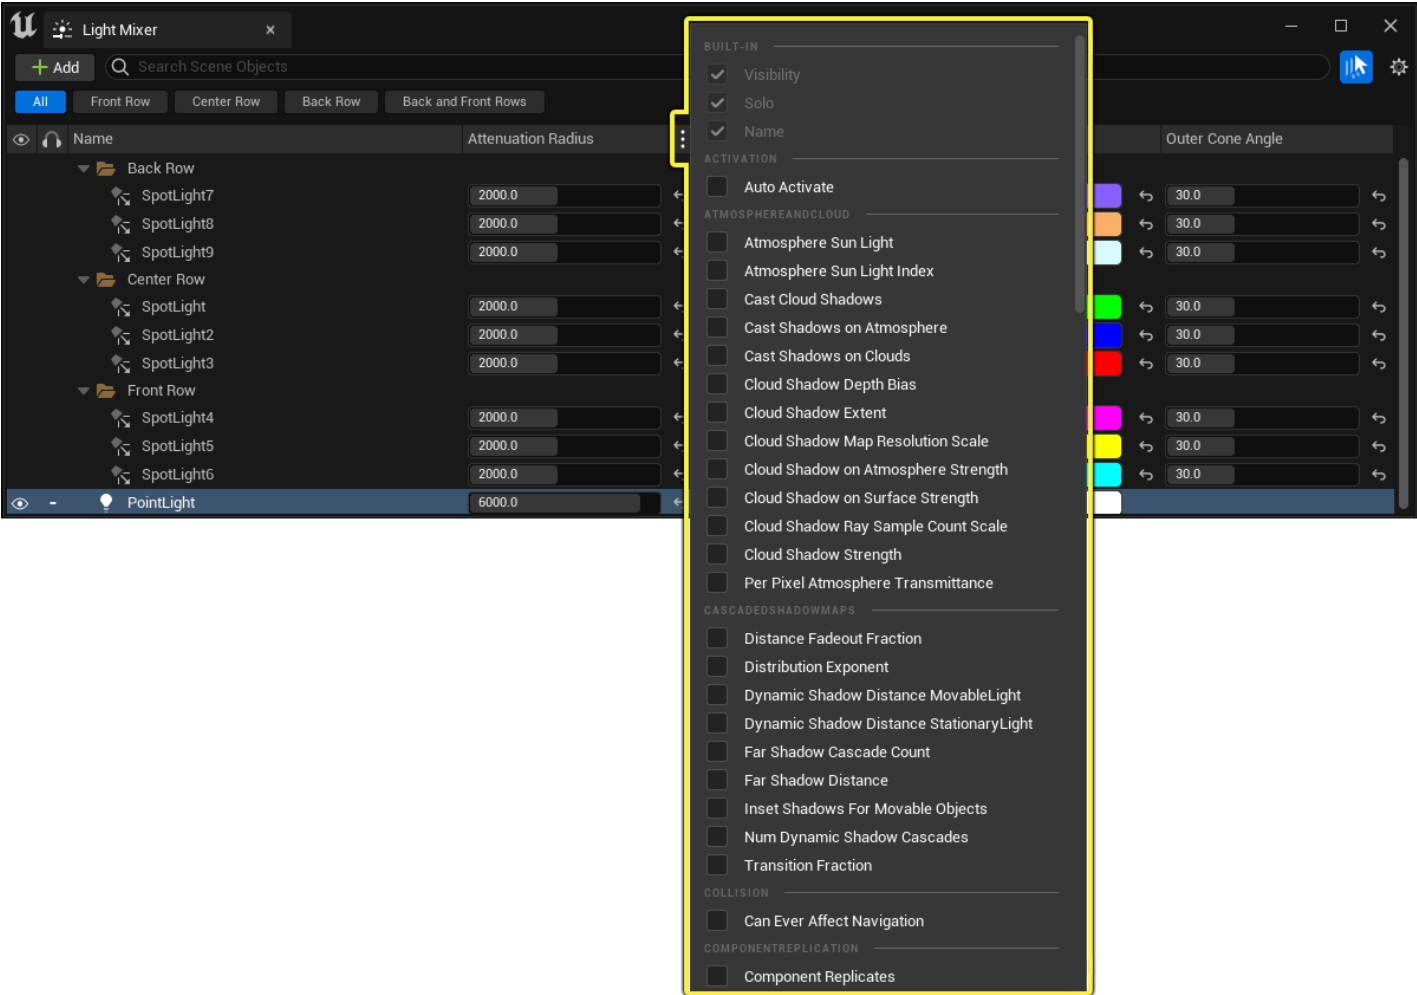 Light Mixer
Add
Search Scene Objects
All Front Row Center Row Back Row Back and Front Rows
Name Attenuation Radius Outer Cone Angle
Back Row
SpotLight7 2000.0 30.0
SpotLight8 2000.0 30.0
SpotLight9 2000.0 30.0
Center Row
SpotLight 2000.0 30.0
SpotLight2 2000.0 30.0
SpotLight3 2000.0 30.0
Front Row
SpotLight4 2000.0 30.0
SpotLight5 2000.0 30.0
SpotLight6 2000.0 30.0
PointLight 6000.0
BUILT-IN
Visibility
Solo
Name
ACTIVATION
Auto Activate
ATMOSPHEREANDCLOUD
Atmosphere Sun Light
Atmosphere Sun Light Index
Cast Cloud Shadows
Cast Shadows on Atmosphere
Cast Shadows on Clouds
Cloud Shadow Depth Bias
Cloud Shadow Extent
Cloud Shadow Map Resolution Scale
Cloud Shadow on Atmosphere Strength
Cloud Shadow on Surface Strength
Cloud Shadow Ray Sample Count Scale
Cloud Shadow Strength
Per Pixel Atmosphere Transmittance
CASCADEDSHADOWMAPS
Distance Fadeout Fraction
Distribution Exponent
Dynamic Shadow Distance MovableLight
Dynamic Shadow Distance StationaryLight
Far Shadow Cascade Count
Far Shadow Distance
Inset Shadows For Movable Objects
Num Dynamic Shadow Cascades
Transition Fraction
COLLISION
Can Ever Affect Navigation
COMPONENTREPLICATION
Component Replicates